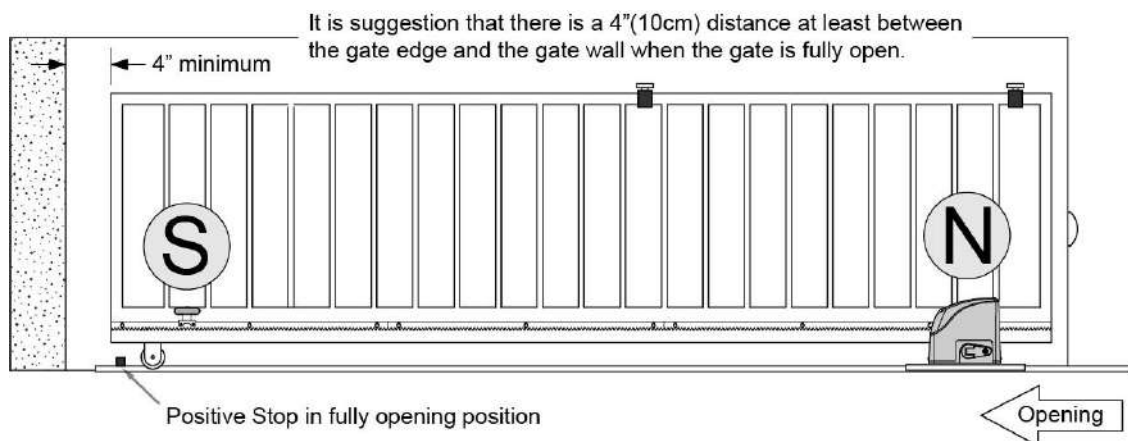 It is suggestion that there is a 4”(10cm) distance at least between
the gate edge and the gate wall when the gate is fully open.
4” minimum
S
N
Positive Stop in fully opening position
Opening